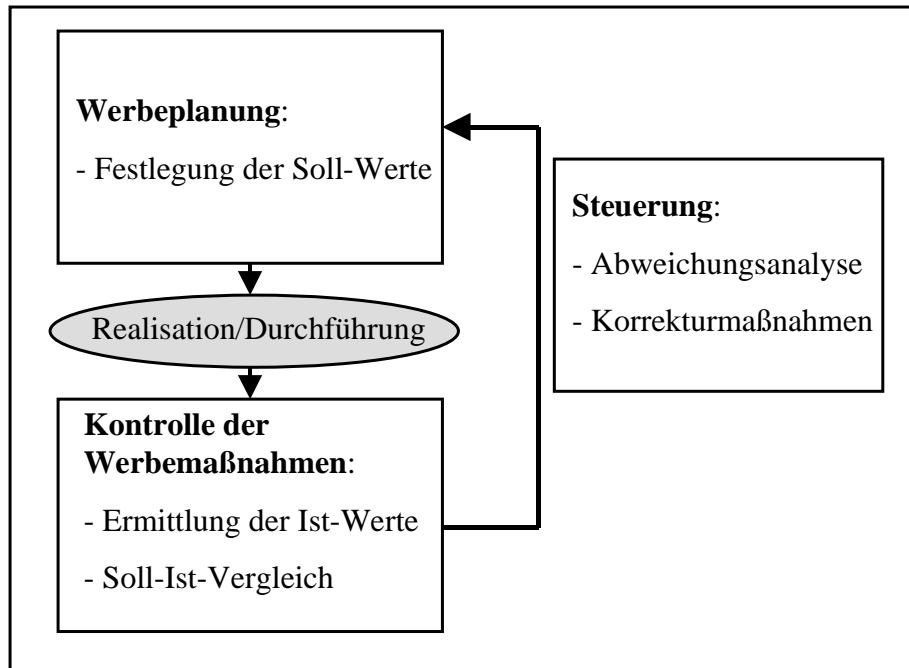 Werbeplanung:
- Festlegung der Soll-Werte
Realisation/Durchführung
Kontrolle der
Werbemaßnahmen:
- Ermittlung der Ist-Werte
- Soll-Ist-Vergleich
Steuerung:
- Abweichungsanalyse
- Korrekturmaßnahmen